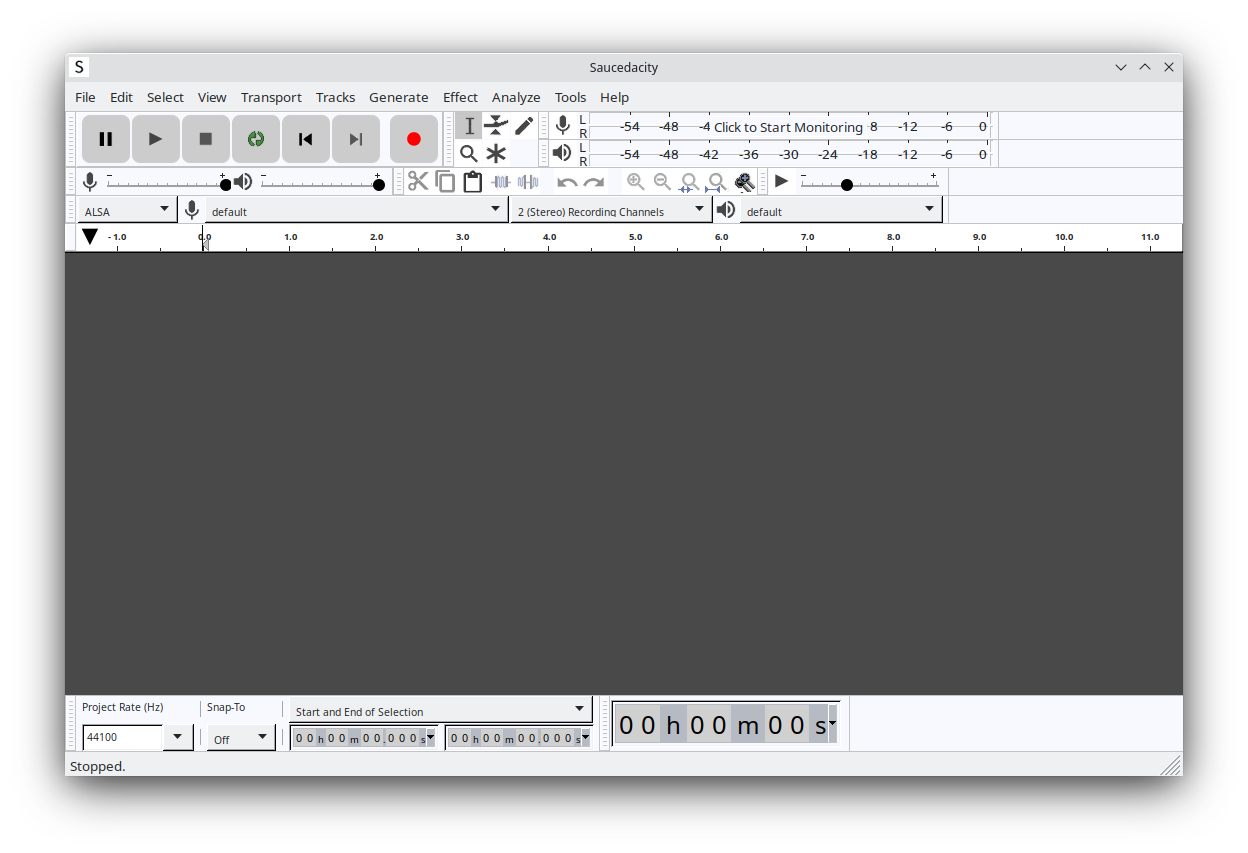 S Saucedacity
File Edit Select View Transport Tracks Generate Effect Analyze Tools Help
L
R
-54 -48 -4 Click to Start Monitoring 8 -12 -6 0
L
R
-54 -48 -42 -36 -30 -24 -18 -12 -6 0
- + - + - +
ALSA default 2 (Stereo) Recording Channels default
-1.0 0.0 1.0 2.0 3.0 4.0 5.0 6.0 7.0 8.0 9.0 10.0 11.0
Project Rate (Hz) Snap-To Start and End of Selection
44100 Off 00h00m00.000s 00h00m00.000s
00h00m00s
Stopped.